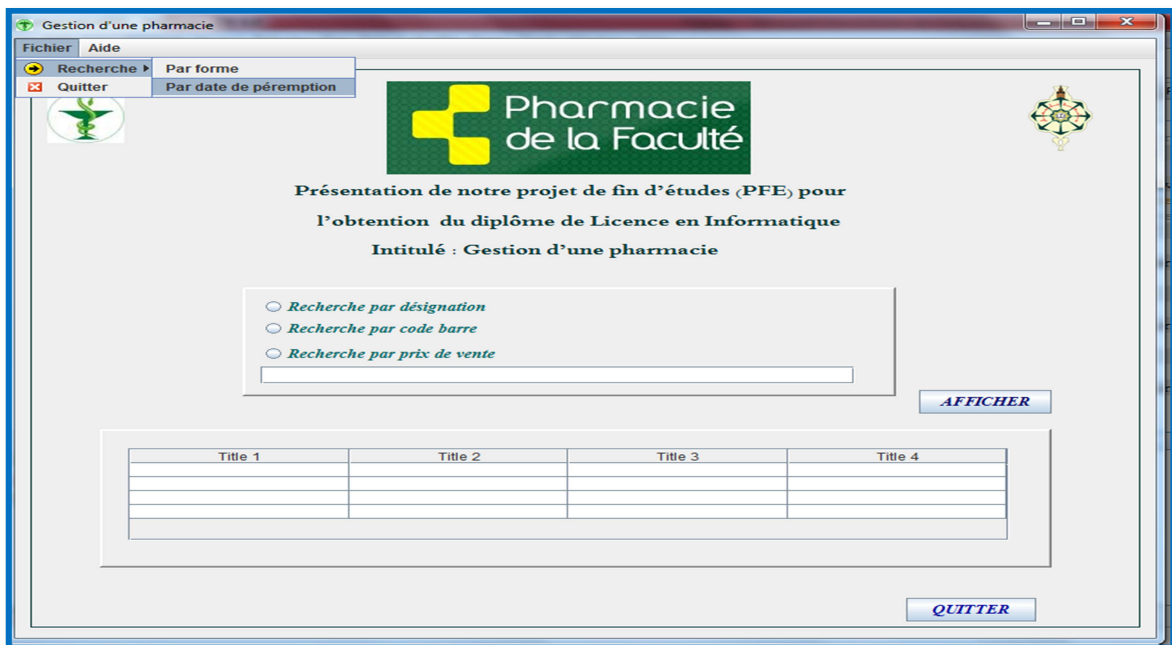 Gestion d'une pharmacie
Fichier Aide
Recherche Par forme
Quitter Par date de péremption
Pharmacie
de la Faculté
Présentation de notre projet de fin d'études (PFE) pour
l'obtention du diplôme de Licence en Informatique
Intitulé : Gestion d'une pharmacie
Recherche par désignation
Recherche par code barre
Recherche par prix de vente
AFFICHER
Title 1 Title 2 Title 3 Title 4
QUITTER